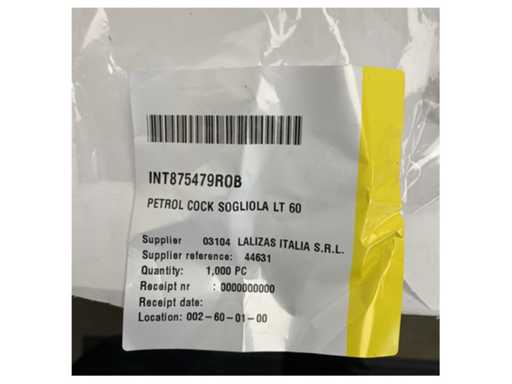 INT875479ROB
PETROL COCK SOGLIOLA LT 60
Supplier 03104 LALIZAS ITALIA S.R.L.
Supplier reference: 44631
Quantity: 1,000 PC
Receipt nr : 0000000000
Receipt date:
Location: 002-60-01-00